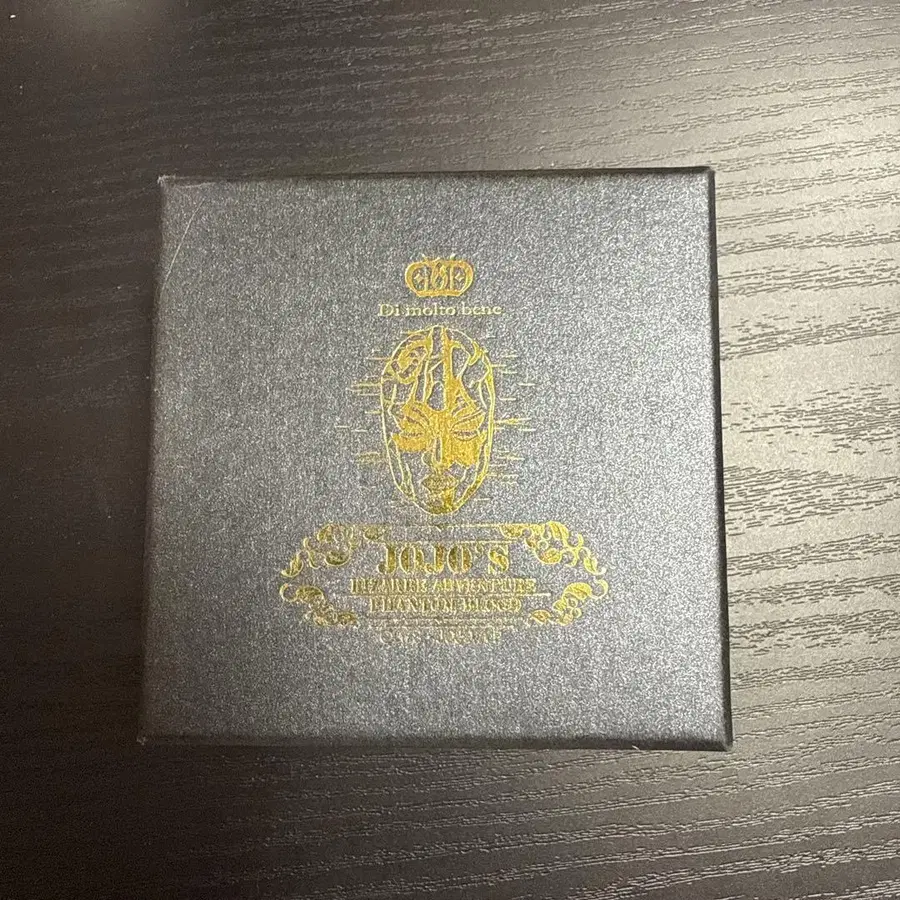 Di molto bene
JOJO'S
BIZARRE ADVENTURE
PHANTOM BLOOD